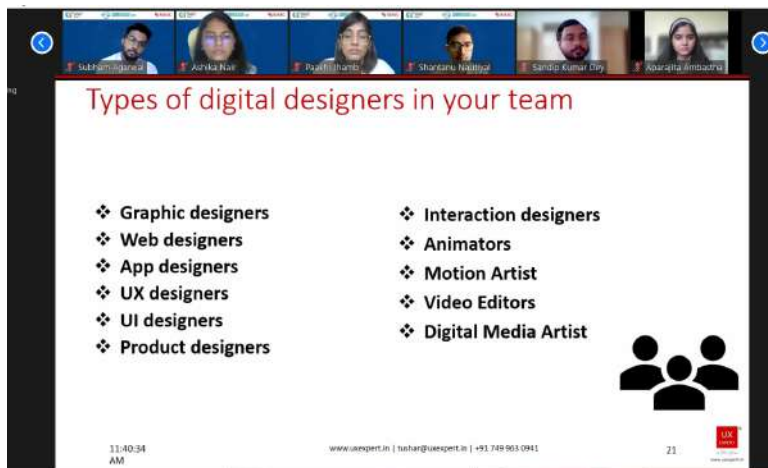 Subham Agarwal
Ashika Nair
Shantanu Nautiyal
Sandip Kumar Dey
Aparajita Ambastha
Types of digital designers in your team
❖ Graphic designers
❖ Web designers
❖ App designers
❖ UX designers
❖ UI designers
❖ Product designers
❖ Interaction designers
❖ Animators
❖ Motion Artist
❖ Video Editors
❖ Digital Media Artist
11:40:34
AM
www.uxexpert.in | tushar@uxexpert.in | +91 749 963 0941
21
UX